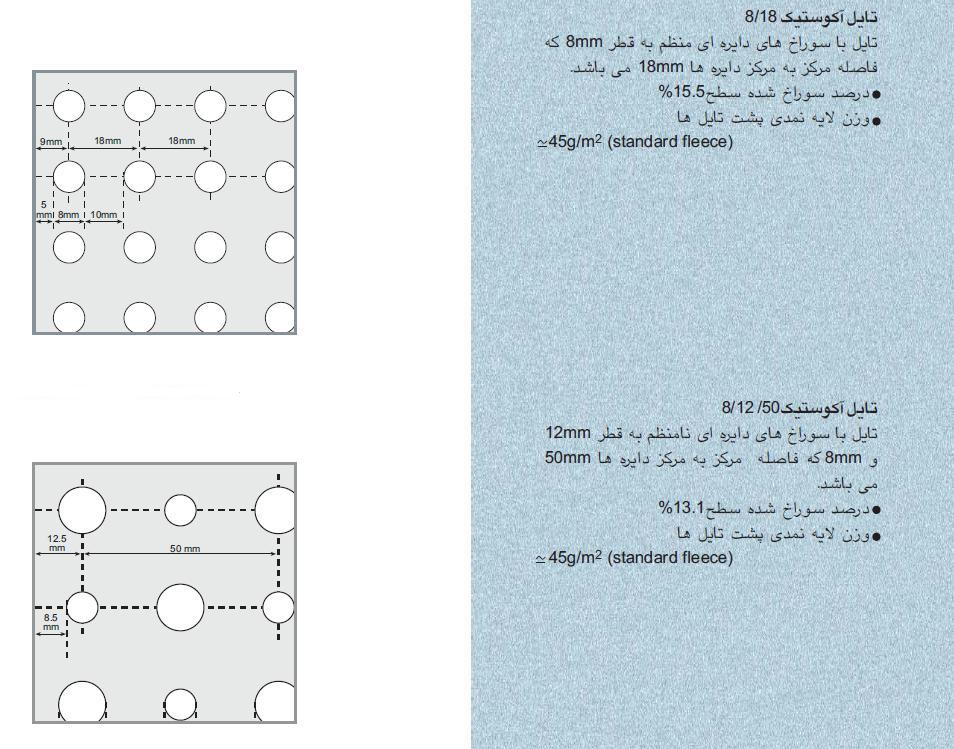 9mm
18mm
18mm
5
mm
8mm
10mm
تایل آکوستیک 8/18
تایل با سوراخ های دایره ای منظم به قطر 8mm که
فاصله مرکز به مرکز دایره ها 18mm می باشد.
●درصد سوراخ شده سطح15.5%
●وزن لایه نمدی پشت تایل ها
≃45g/m² (standard fleece)
12.5
mm
50 mm
8.5
mm
تایل آکوستیک8/12 /50
تایل با سوراخ های دایره ای نامنظم به قطر 12mm
و 8mm که فاصله مرکز به مرکز دایره ها 50mm
می باشد.
●درصد سوراخ شده سطح13.1%
●وزن لایه نمدی پشت تایل ها
≃45g/m² (standard fleece)